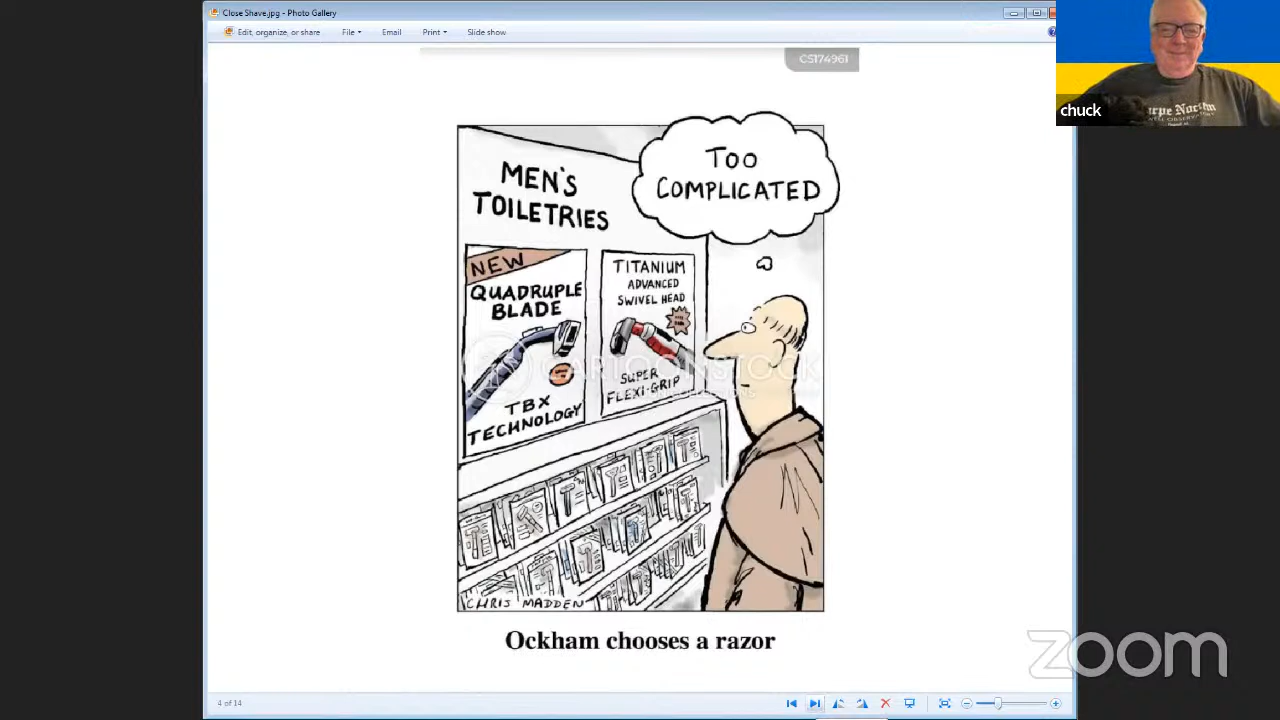 Close Shave.jpg - Photo Gallery
Edit, organize, or share File Email Print Slide show
CS174961
chuck
TOO
COMPLICATED
MEN'S
TOILETRIES
NEW
QUADRUPLE
BLADE
TBX
TECHNOLOGY
TITANIUM
ADVANCED
SWIVEL HEAD
SUPER
FLEXI-GRIP
CARTOONSTOCK
CHRIS MADDEN
Ockham chooses a razor
zoom
4 of 14